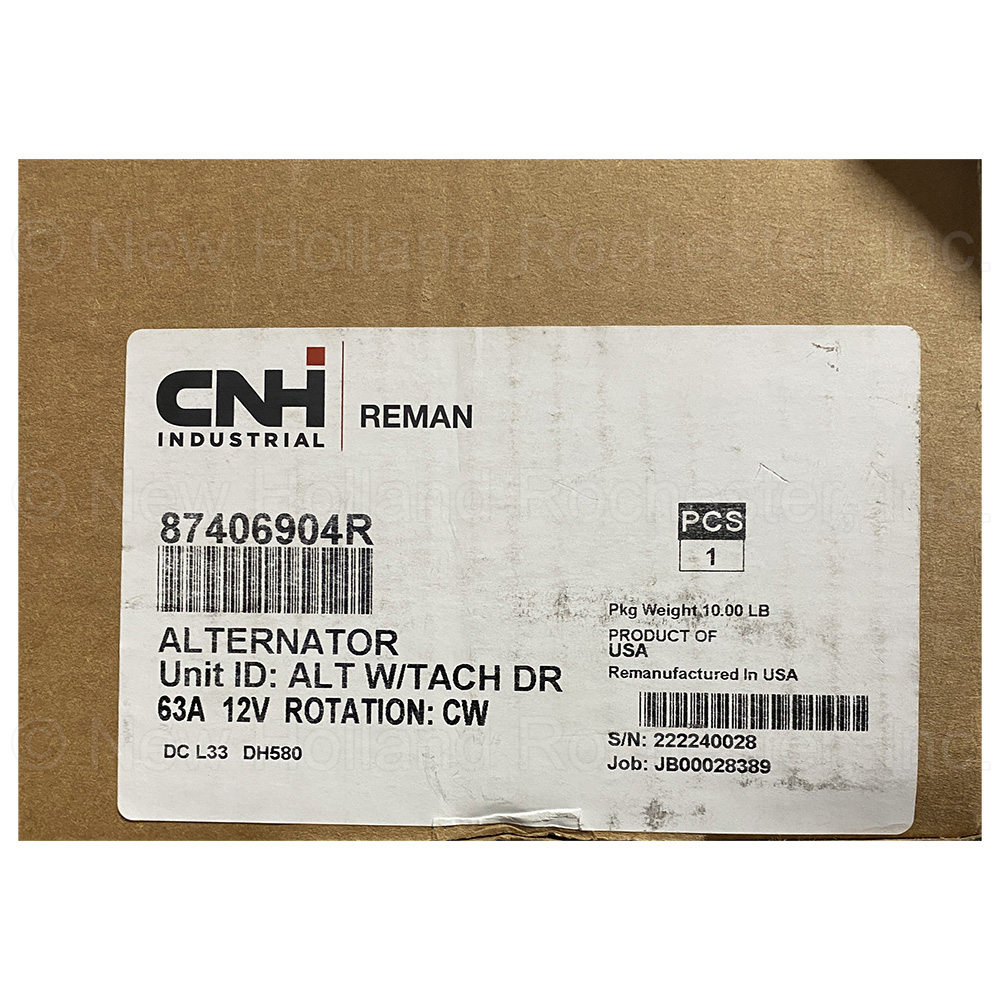 © New Holland Rochester, Inc.
CNH
INDUSTRIAL
REMAN
© New Holland Rochester, Inc.
87406904R
PCS
1
ALTERNATOR
Unit ID: ALT W/TACH DR
63A 12V ROTATION: CW
DC L33 DH580
Pkg Weight 10.00 LB
PRODUCT OF
USA
Remanufactured In USA
S/N: 222240028
Job: JB00028389
© New Holland Rochester, Inc.